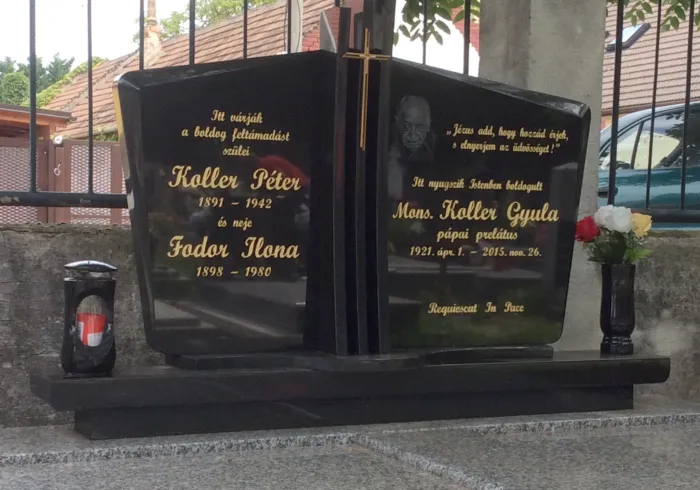 Itt várják
a boldog feltámadást
szülei
Koller Péter
1891 – 1942
és neje
Fodor Ilona
1898 – 1980
„Jézus add, hogy hozzád érjek,
s elnyerjem az üdvösséget!"
Itt nyugszik Istenben boldogult
Mons. Koller Gyula
pápai prelátus
1921. ápr. 1. – 2015. nov. 26.
Requiescat In Pace